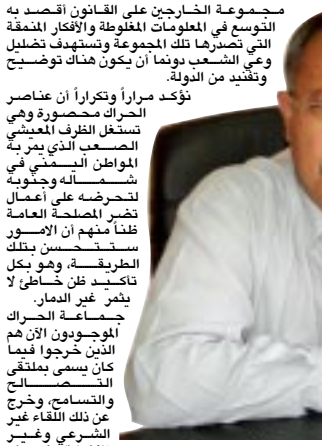 مجموعة الخارجين على القانون أقصد به
التوسع في المعلومات المغلوطة والأفكار المنمقة
التي تصدرها تلك المجموعة وتستهدف تضليل
وعي الشعب دونما أن يكون هناك توضيح
وتفنيد من الدولة.
نؤكد مراراً وتكراراً أن عناصر
الحراك محصورة وهي
تستغل الظرف المعيشي
الصعب الذي يمر به
المواطن اليمني في
شماله وجنوبه
لتحرضه على أعمال
تضر المصلحة العامة
ظناً منهم أن الامور
ستتحسن بتلك
الطريقة، وهو بكل
تأكيد ظن خاطئ لا
يثمر غير الدمار.
جماعة الحراك
الموجودون الآن هم
الذين خرجوا فيما
كان يسمى بملتقى
التصالح
والتسامح، وخرج
عن ذلك اللقاء غير
الشرعي وغير